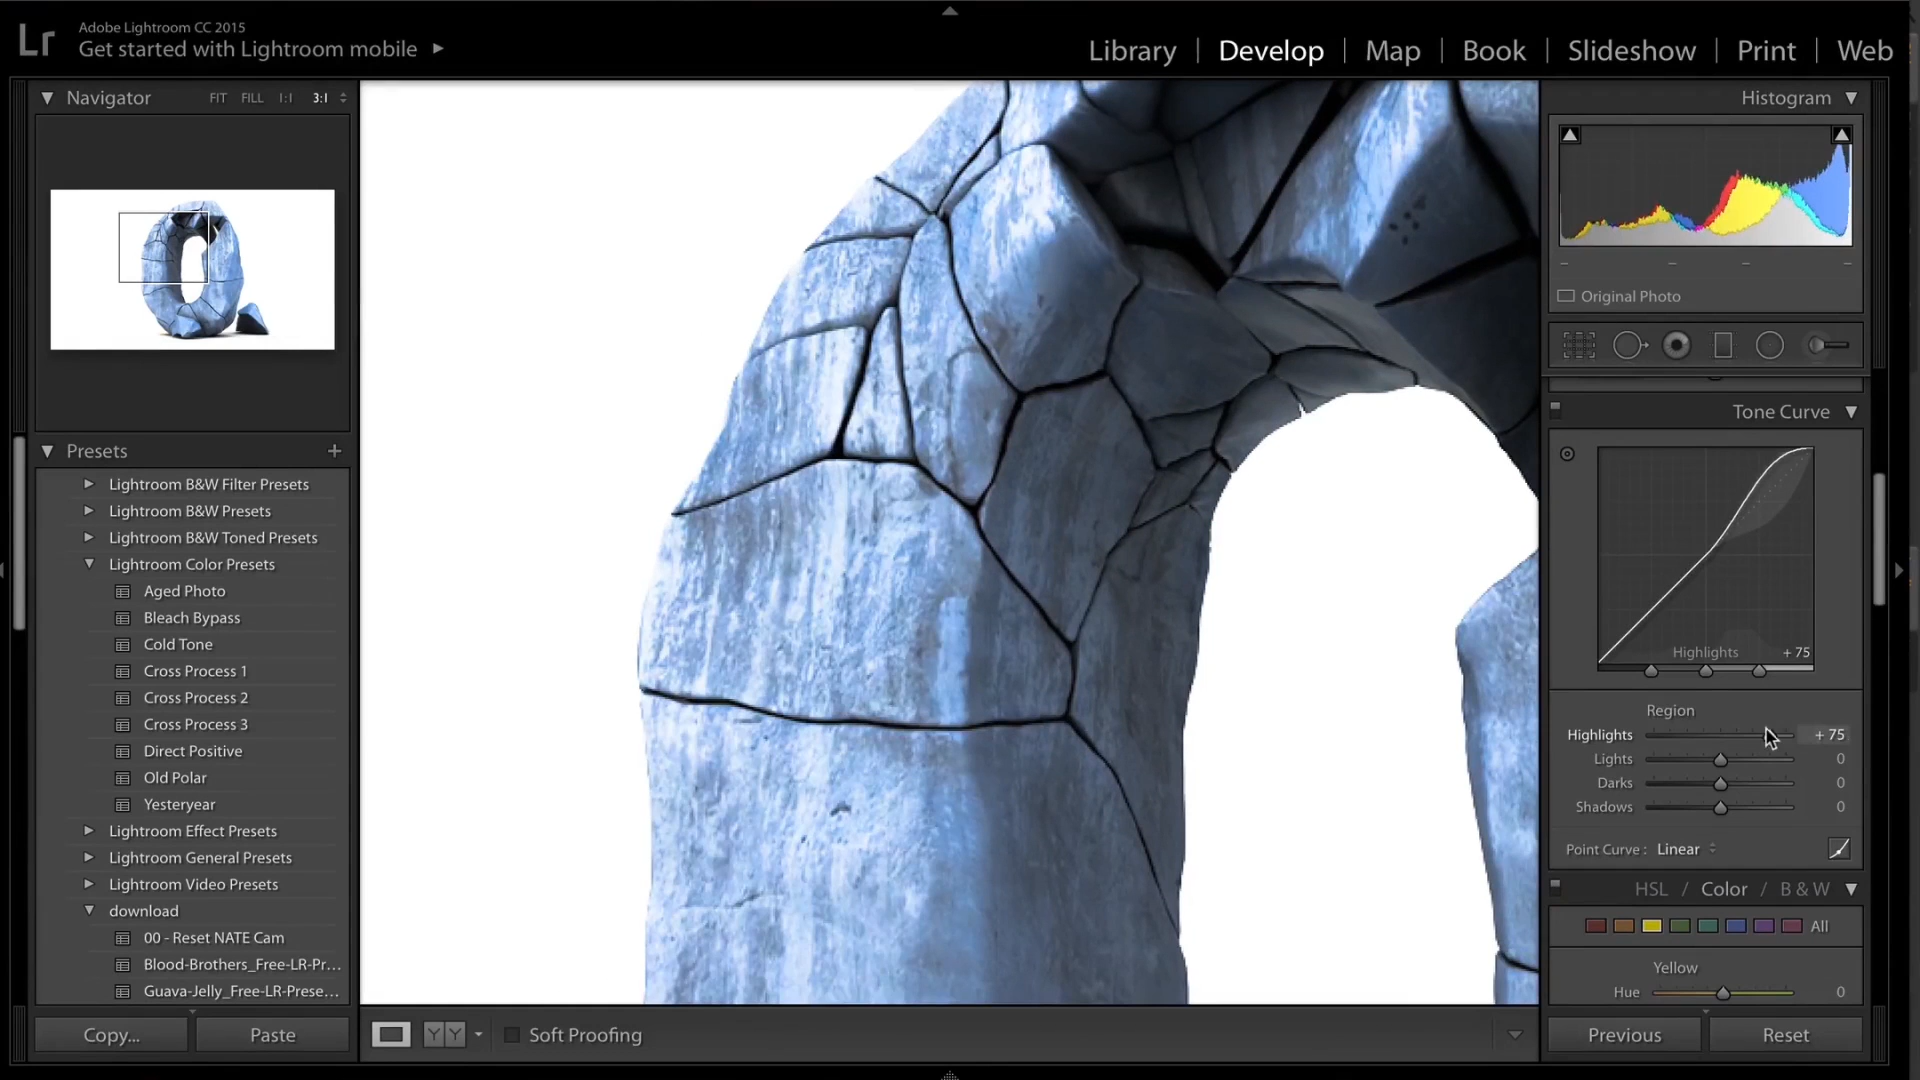 Lr
Adobe Lightroom CC 2015
Get started with Lightroom mobile
Library | Develop | Map | Book | Slideshow | Print | Web
Navigator FIT FILL 1:1 3:1
Presets +
Lightroom B&W Filter Presets
Lightroom B&W Presets
Lightroom B&W Toned Presets
Lightroom Color Presets
Aged Photo
Bleach Bypass
Cold Tone
Cross Process 1
Cross Process 2
Cross Process 3
Direct Positive
Old Polar
Yesteryear
Lightroom Effect Presets
Lightroom General Presets
Lightroom Video Presets
download
00 - Reset NATE Cam
Blood-Brothers_Free-LR-Pr...
Guava-Jelly_Free-LR-Prese...
Copy... Paste
YY Soft Proofing
Histogram
Original Photo
Tone Curve
Highlights + 75
Region
Highlights + 75
Lights 0
Darks 0
Shadows 0
Point Curve : Linear
HSL / Color / B & W
All
Yellow
Hue 0
Previous Reset